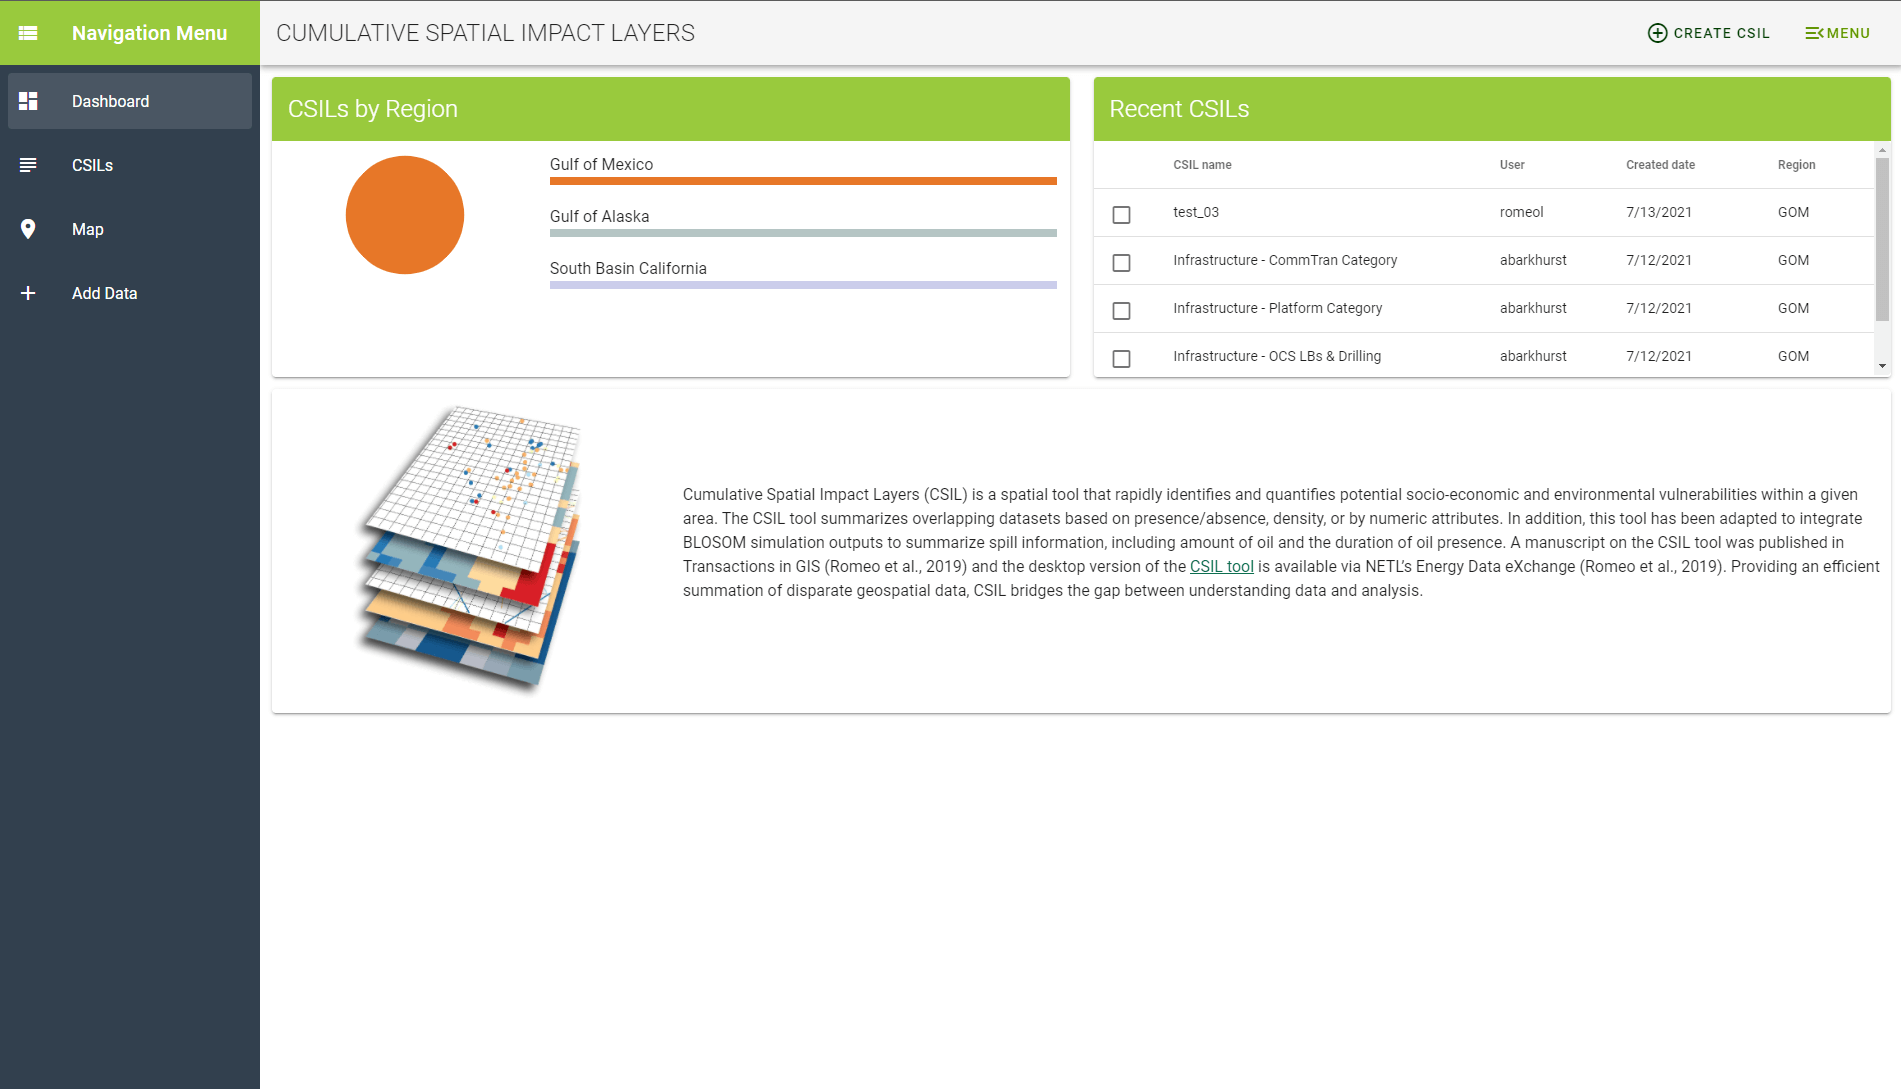 Navigation Menu
CUMULATIVE SPATIAL IMPACT LAYERS
CREATE CSIL
MENU
Dashboard
CSILs
Map
Add Data
CSILs by Region
Gulf of Mexico
Gulf of Alaska
South Basin California
Recent CSILs
CSIL name User Created date Region
test_03 romeol 7/13/2021 GOM
Infrastructure - CommTran Category abarkhurst 7/12/2021 GOM
Infrastructure - Platform Category abarkhurst 7/12/2021 GOM
Infrastructure - OCS LBs & Drilling abarkhurst 7/12/2021 GOM
Cumulative Spatial Impact Layers (CSIL) is a spatial tool that rapidly identifies and quantifies potential socio-economic and environmental vulnerabilities within a given
area. The CSIL tool summarizes overlapping datasets based on presence/absence, density, or by numeric attributes. In addition, this tool has been adapted to integrate
BLOSOM simulation outputs to summarize spill information, including amount of oil and the duration of oil presence. A manuscript on the CSIL tool was published in
Transactions in GIS (Romeo et al., 2019) and the desktop version of the CSIL tool is available via NETL’s Energy Data eXchange (Romeo et al., 2019). Providing an efficient
summation of disparate geospatial data, CSIL bridges the gap between understanding data and analysis.